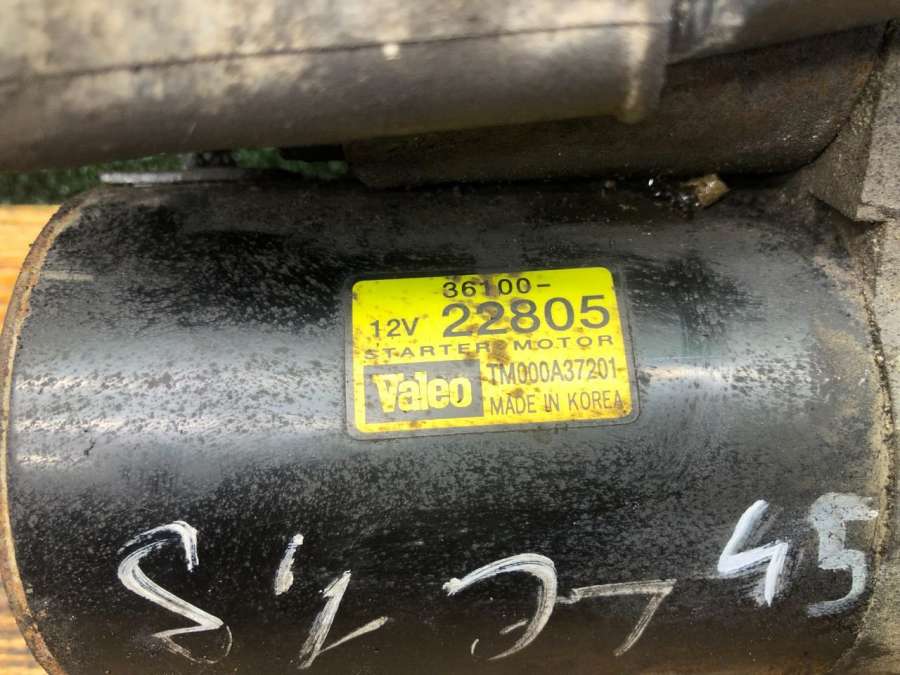 36100-
12V 22805
STARTER MOTOR
Valeo TM000A37201
MADE IN KOREA
45